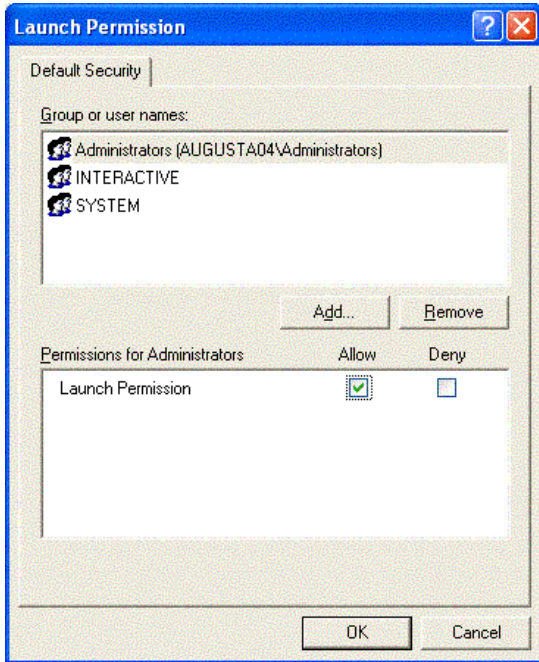 Launch Permission
Default Security
Group or user names:
Administrators (AUGUSTA04\Administrators)
INTERACTIVE
SYSTEM
Add... Remove
Permissions for Administrators Allow Deny
Launch Permission
OK Cancel